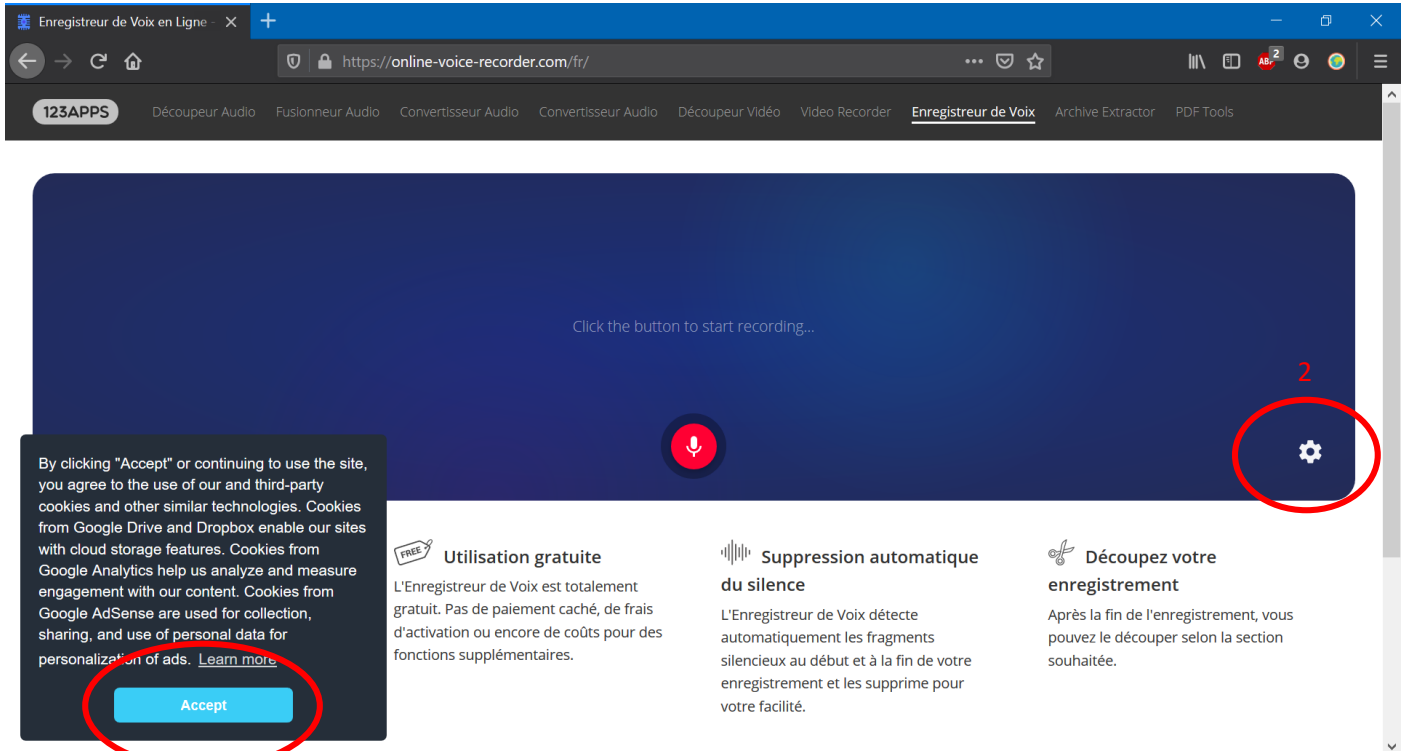 Enregistreur de Voix en Ligne -
https://online-voice-recorder.com/fr/
ABP 2
123APPS Découpeur Audio Fusionneur Audio Convertisseur Audio Convertisseur Audio Découpeur Vidéo Video Recorder Enregistreur de Voix Archive Extractor PDF Tools
Click the button to start recording...
2
By clicking "Accept" or continuing to use the site,
you agree to the use of our and third-party
cookies and other similar technologies. Cookies
from Google Drive and Dropbox enable our sites
with cloud storage features. Cookies from
Google Analytics help us analyze and measure
engagement with our content. Cookies from
Google AdSense are used for collection,
sharing, and use of personal data for
personalization of ads. Learn more
Accept
FREE Utilisation gratuite
L'Enregistreur de Voix est totalement
gratuit. Pas de paiement caché, de frais
d'activation ou encore de coûts pour des
fonctions supplémentaires.
Suppression automatique
du silence
L'Enregistreur de Voix détecte
automatiquement les fragments
silencieux au début et à la fin de votre
enregistrement et les supprime pour
votre facilité.
Découpez votre
enregistrement
Après la fin de l'enregistrement, vous
pouvez le découper selon la section
souhaitée.